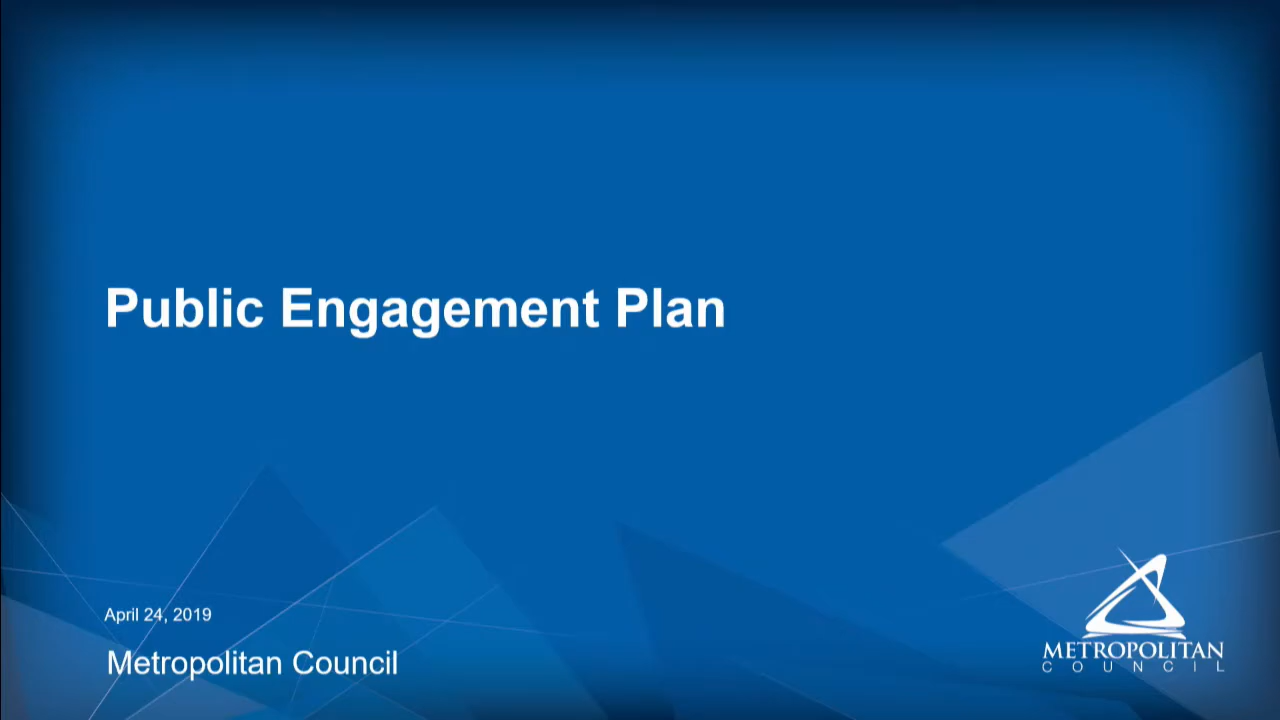 Public Engagement Plan
April 24, 2019
Metropolitan Council
METROPOLITAN
COUNCIL